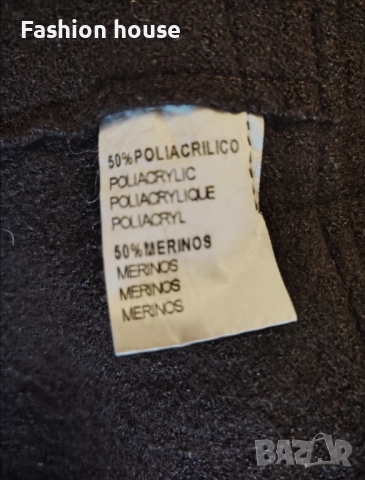 Fashion house
50%POLIACRILICO
POLIACRYLIC
POLIACRYLIQUE
POLIACRYL
50%MERINOS
MERINOS
MERINOS
MERINOS
BAZAR